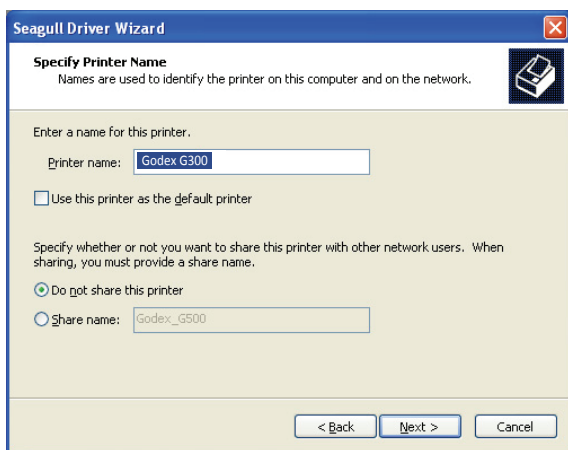 Seagull Driver Wizard
Specify Printer Name
Names are used to identify the printer on this computer and on the network.
Enter a name for this printer.
Printer name: Godex G300
Use this printer as the default printer
Specify whether or not you want to share this printer with other network users. When
sharing, you must provide a share name.
Do not share this printer
Share name: Godex_G500
< Back Next > Cancel